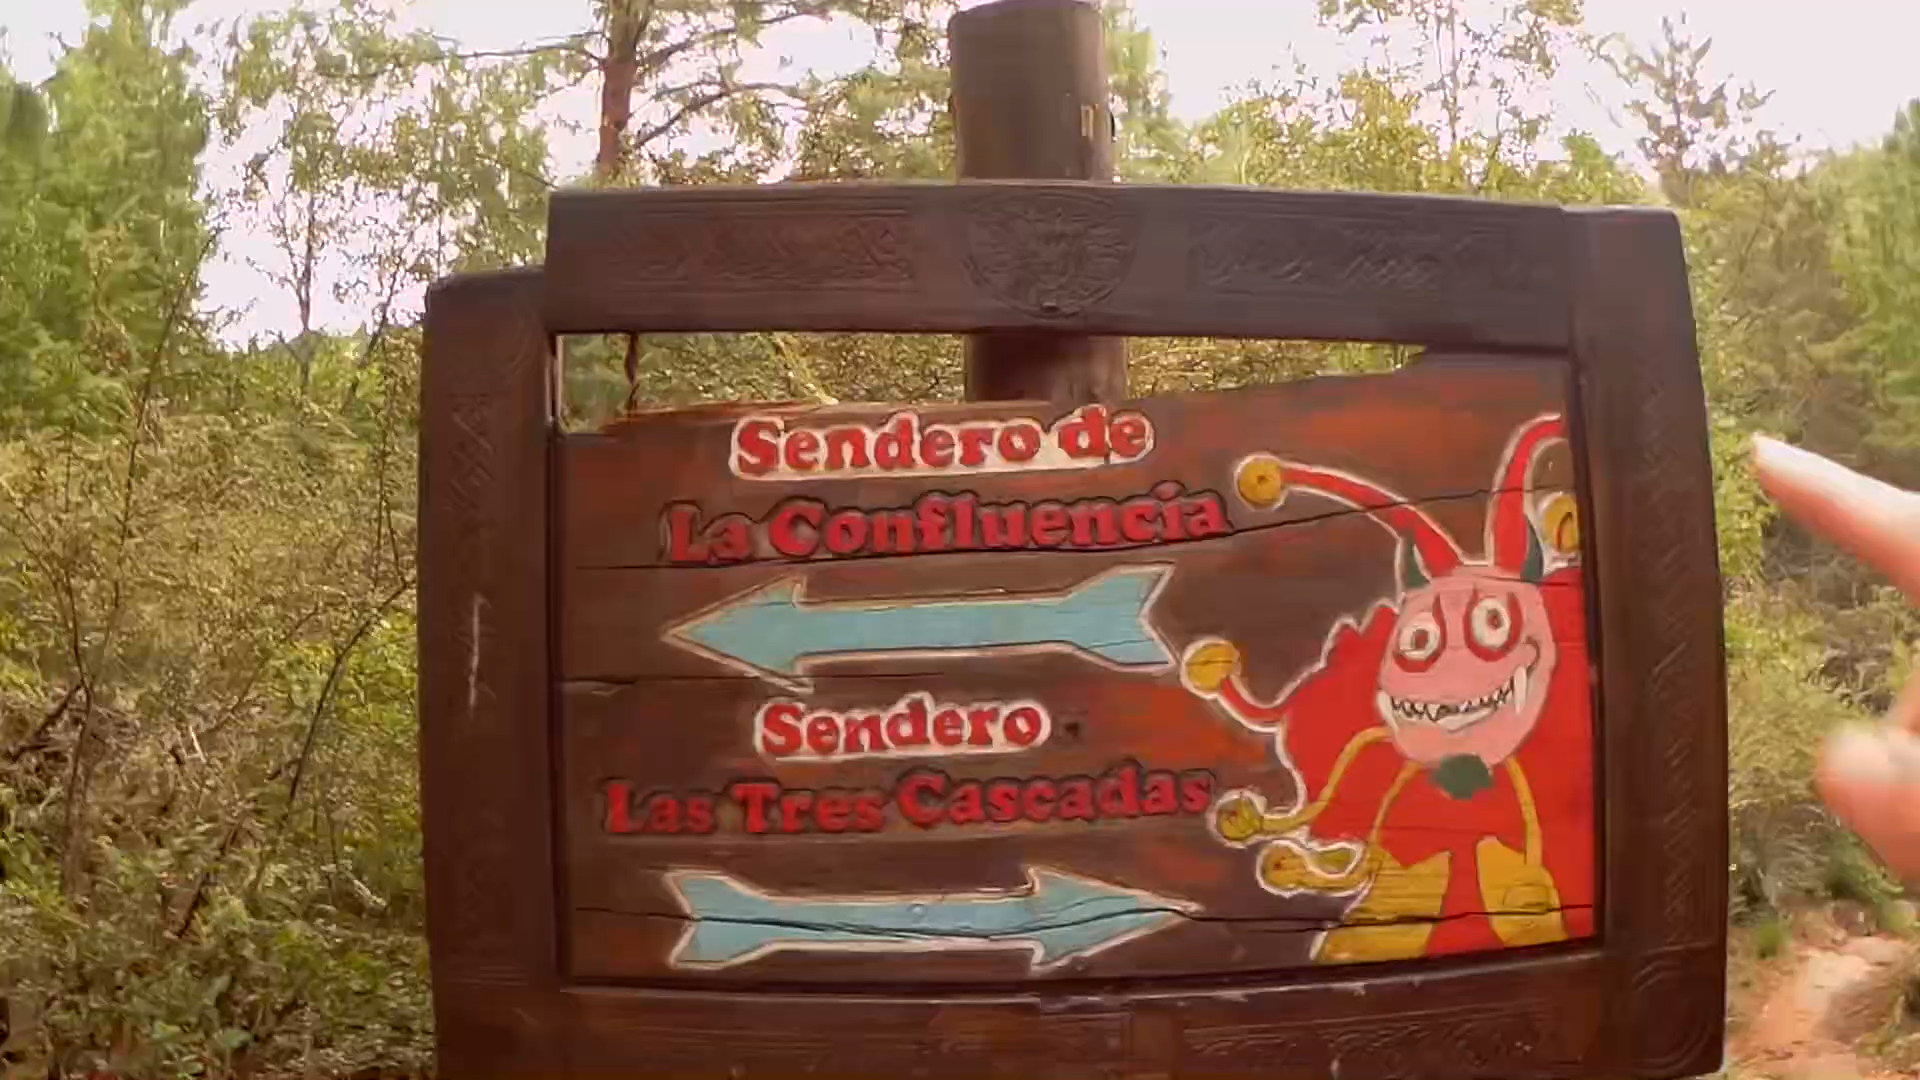 Sendero de
La Confluencia
Sendero
Las Tres Cascadas